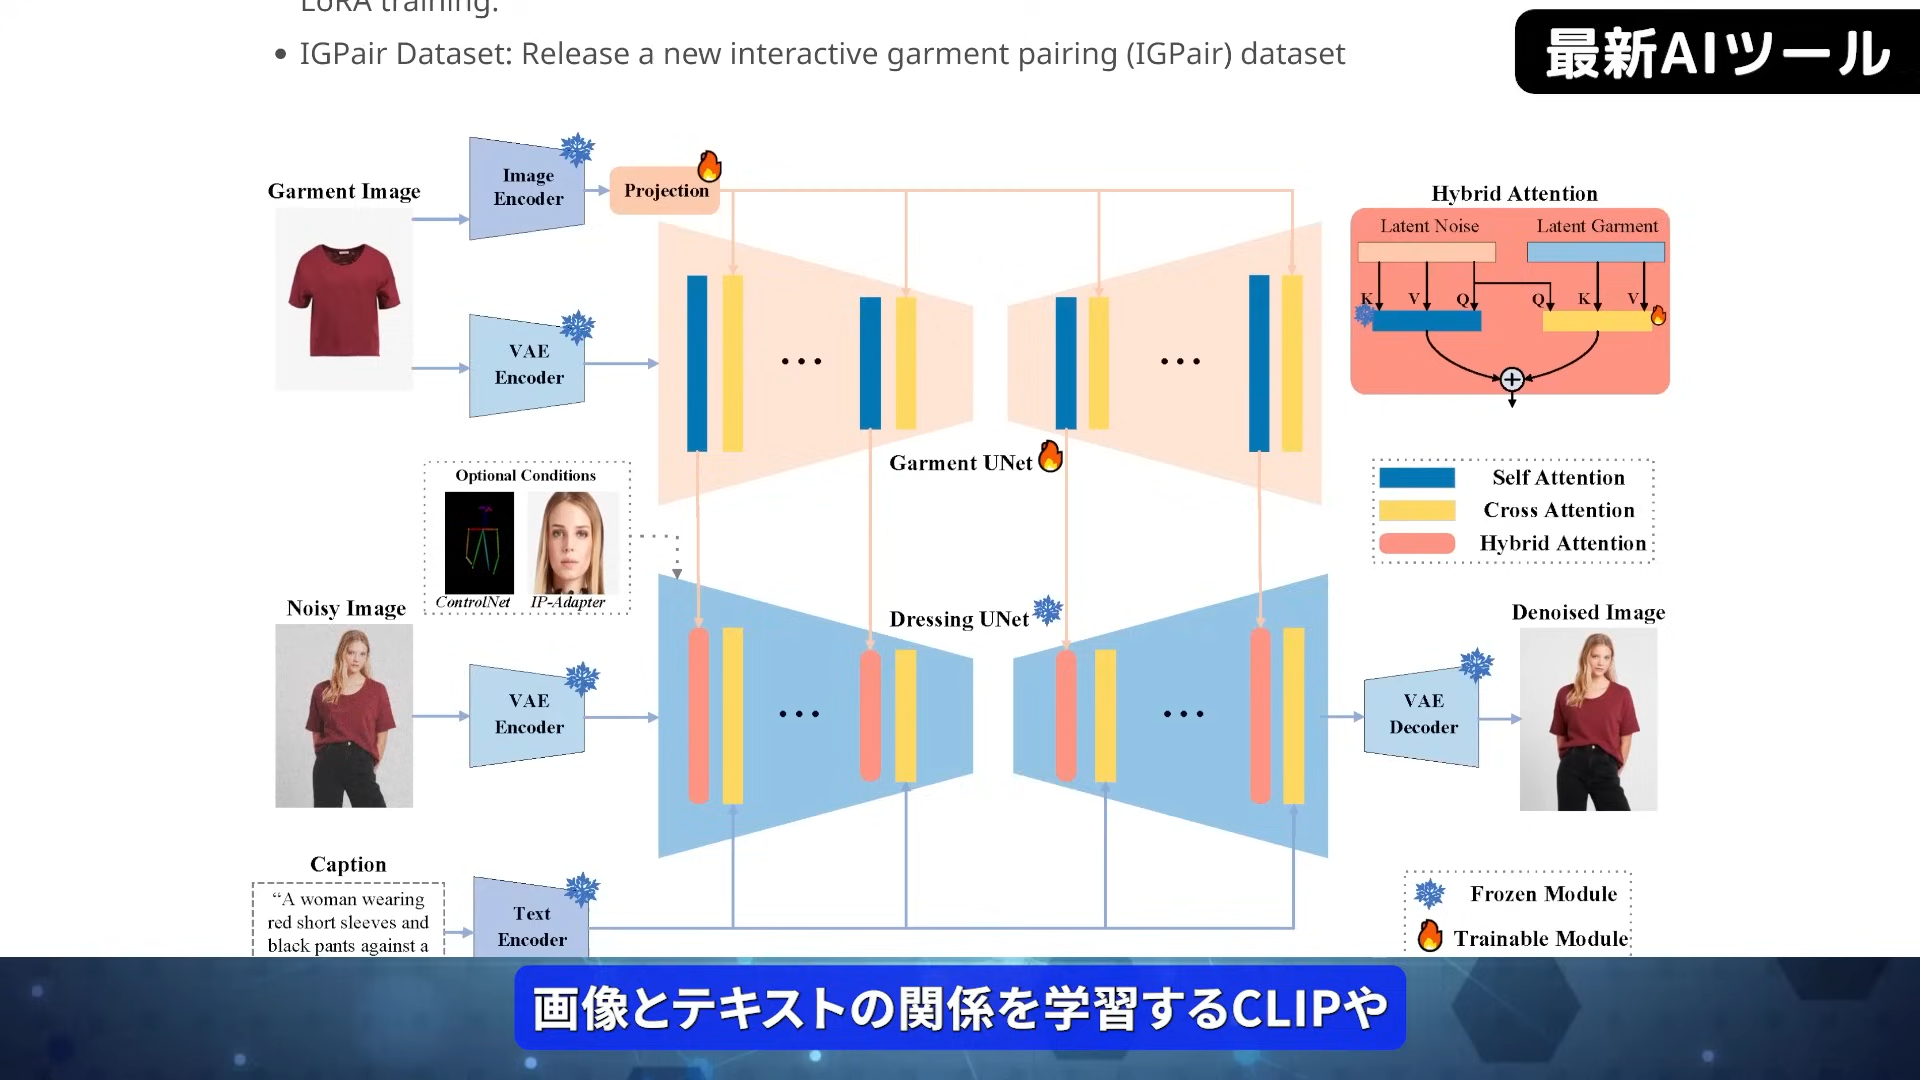 LoRA training.
最新AIツール
• IGPair Dataset: Release a new interactive garment pairing (IGPair) dataset
Garment Image
Image
Encoder
Projection
Hybrid Attention
Latent Noise
Latent Garment
K V Q Q K V
VAE
Encoder
Garment UNet
Optional Conditions
ControlNet
IP-Adapter
Self Attention
Cross Attention
Hybrid Attention
Noisy Image
Dressing UNet
Denoised Image
VAE
Encoder
VAE
Decoder
Caption
“A woman wearing
red short sleeves and
black pants against a
Text
Encoder
Frozen Module
Trainable Module
画像とテキストの関係を学習するCLIPや